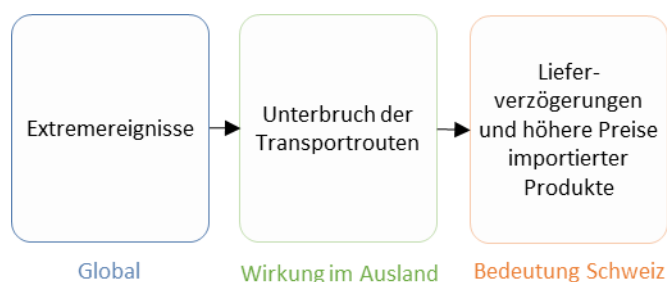 Extremereignisse
Unterbruch der
Transportrouten
Liefer-
verzögerungen
und höhere Preise
importierter
Produkte
Global
Wirkung im Ausland
Bedeutung Schweiz